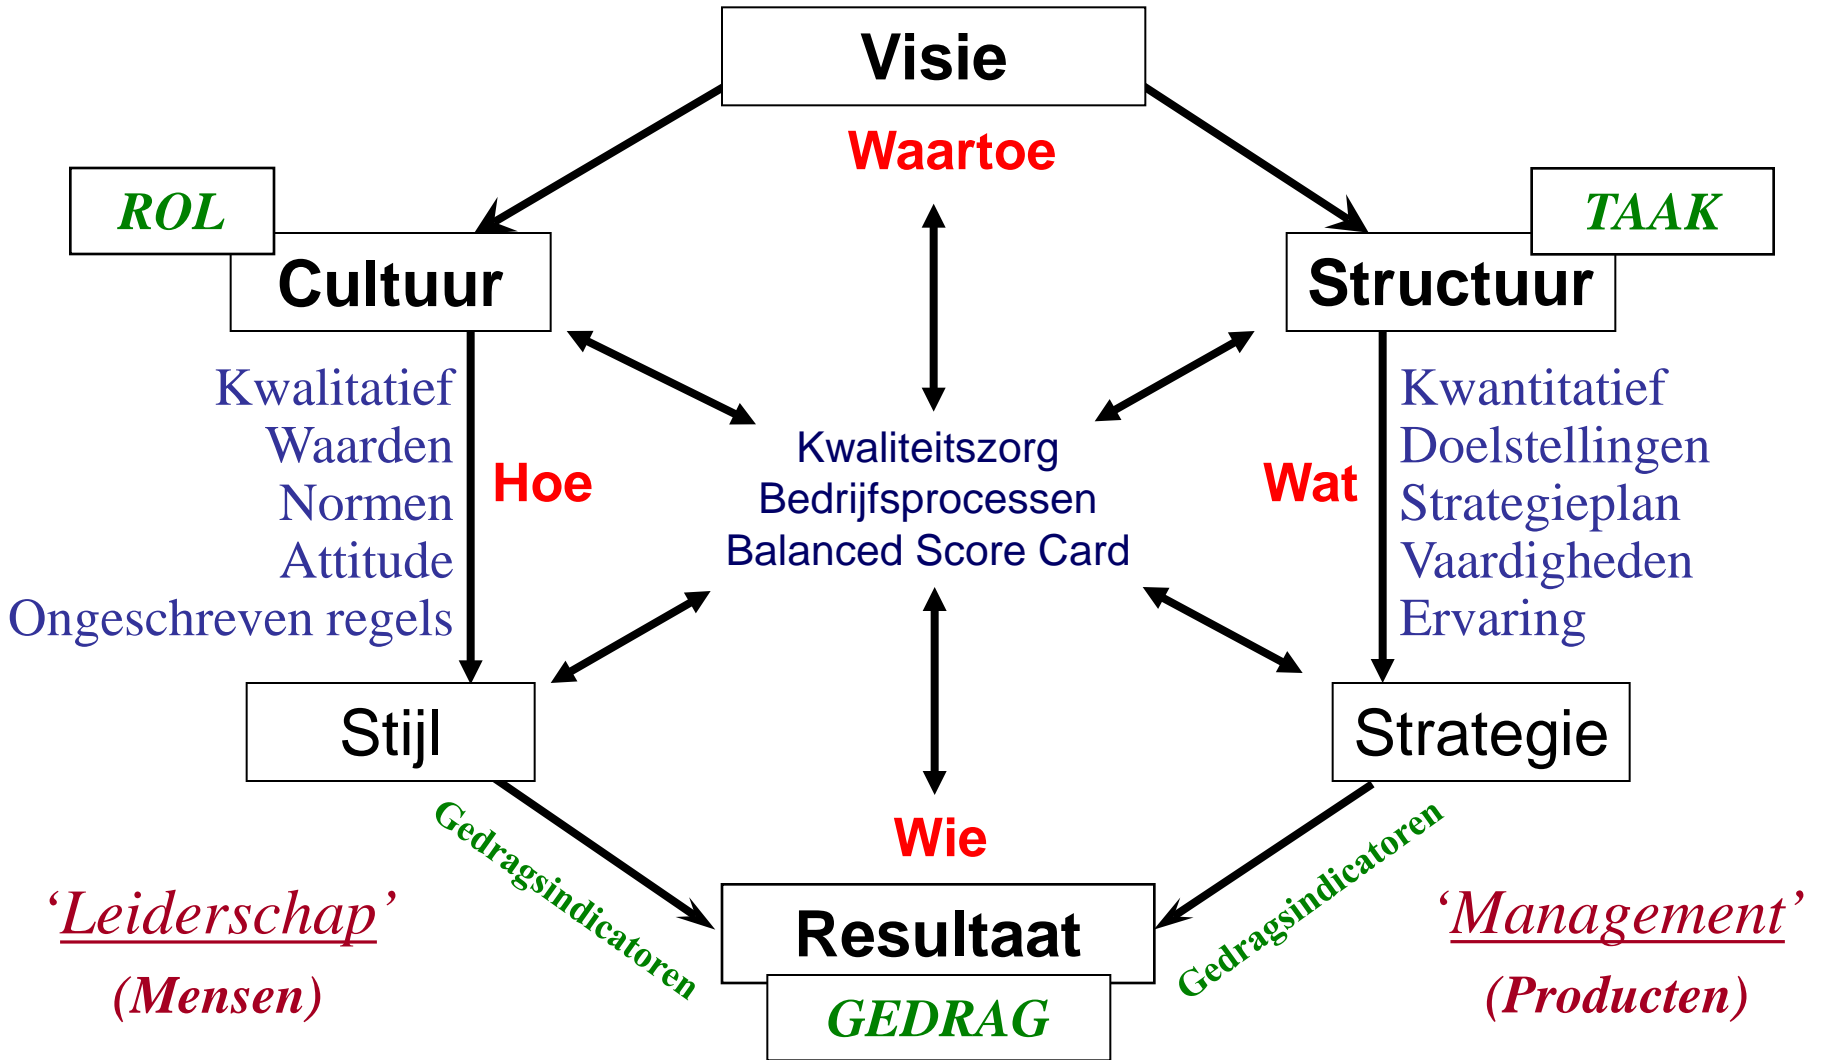 Visie
Waartoe
ROL
TAAK
Cultuur
Structuur
Kwalitatief
Waarden
Normen
Attitude
Ongeschreven regels
Hoe
Kwaliteitszorg
Bedrijfsprocessen
Balanced Score Card
Wat
Kwantitatief
Doelstellingen
Strategieplan
Vaardigheden
Ervaring
Stijl
Strategie
Gedragsindicatoren
Wie
Gedragsindicatoren
‘Leiderschap’
(Mensen)
Resultaat
GEDRAG
‘Management’
(Producten)